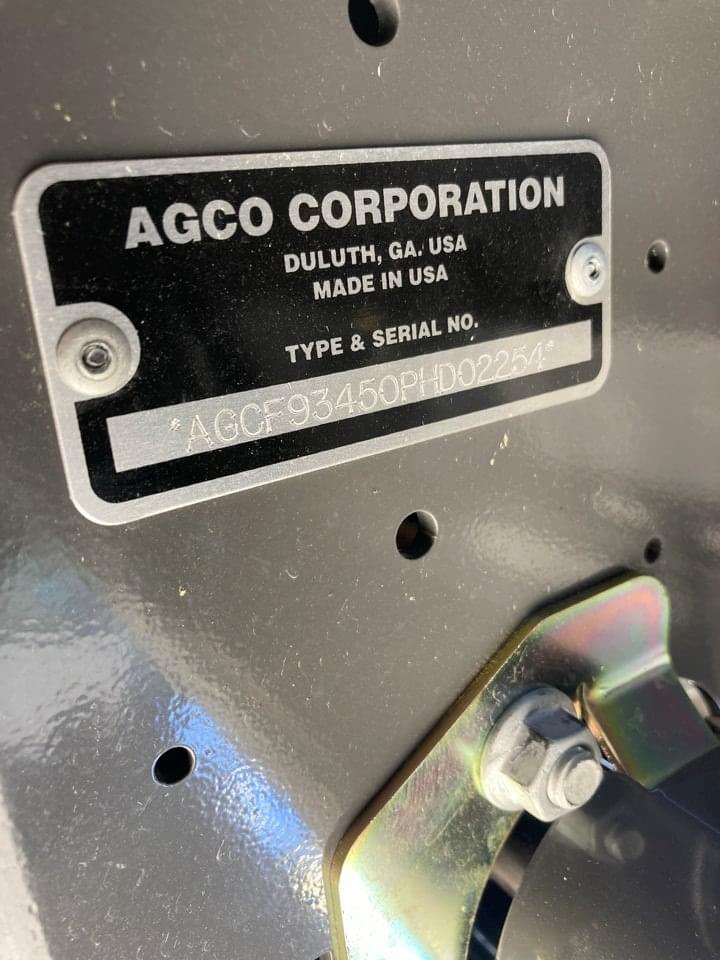 AGCO CORPORATION
DULUTH, GA. USA
MADE IN USA
TYPE & SERIAL NO.
*AGCF93450PHD02254*